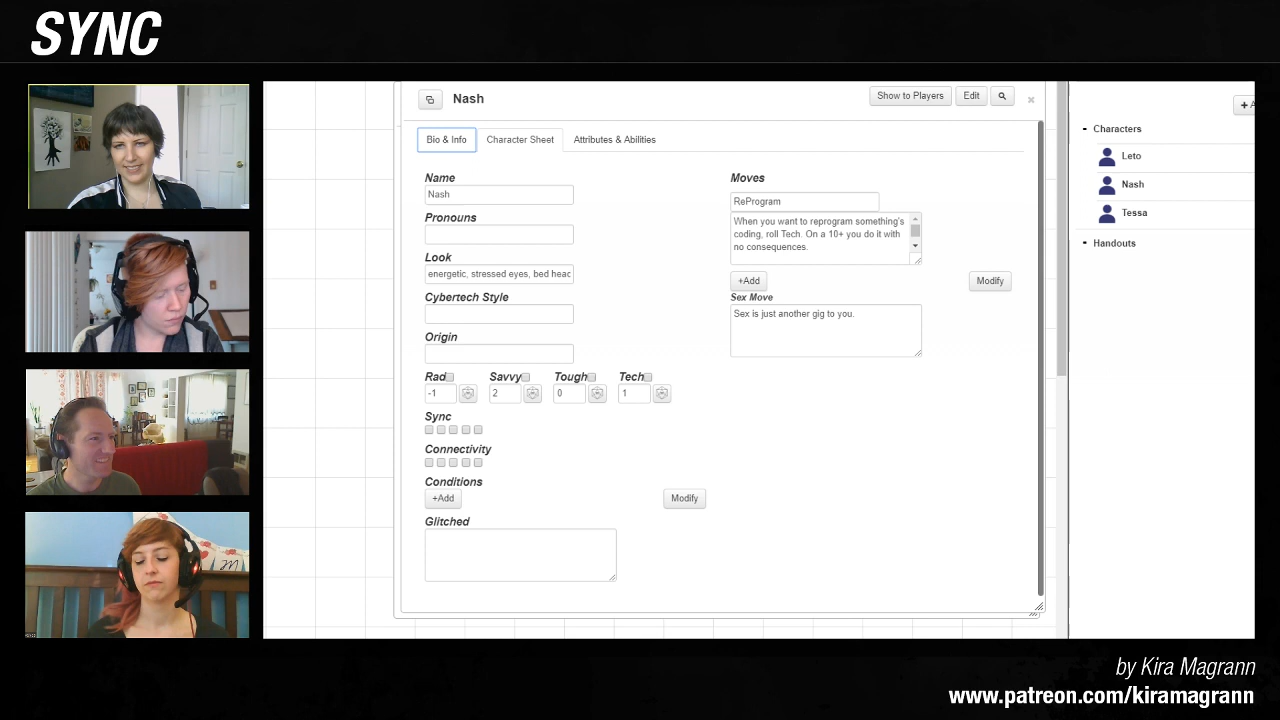 SYNC
Nash
Show to Players
Edit
Bio & Info
Character Sheet
Attributes & Abilities
Name
Nash
Pronouns
Look
energetic, stressed eyes, bed heac
Cybertech Style
Origin
Rad
Savvy
Tough
Tech
-1
2
0
1
Sync
Connectivity
Conditions
+Add
Modify
Glitched
Moves
ReProgram
When you want to reprogram something's
coding, roll Tech. On a 10+ you do it with
no consequences.
+Add
Modify
Sex Move
Sex is just another gig to you.
Characters
Leto
Nash
Tessa
Handouts
by Kira Magrann
www.patreon.com/kiramagrann